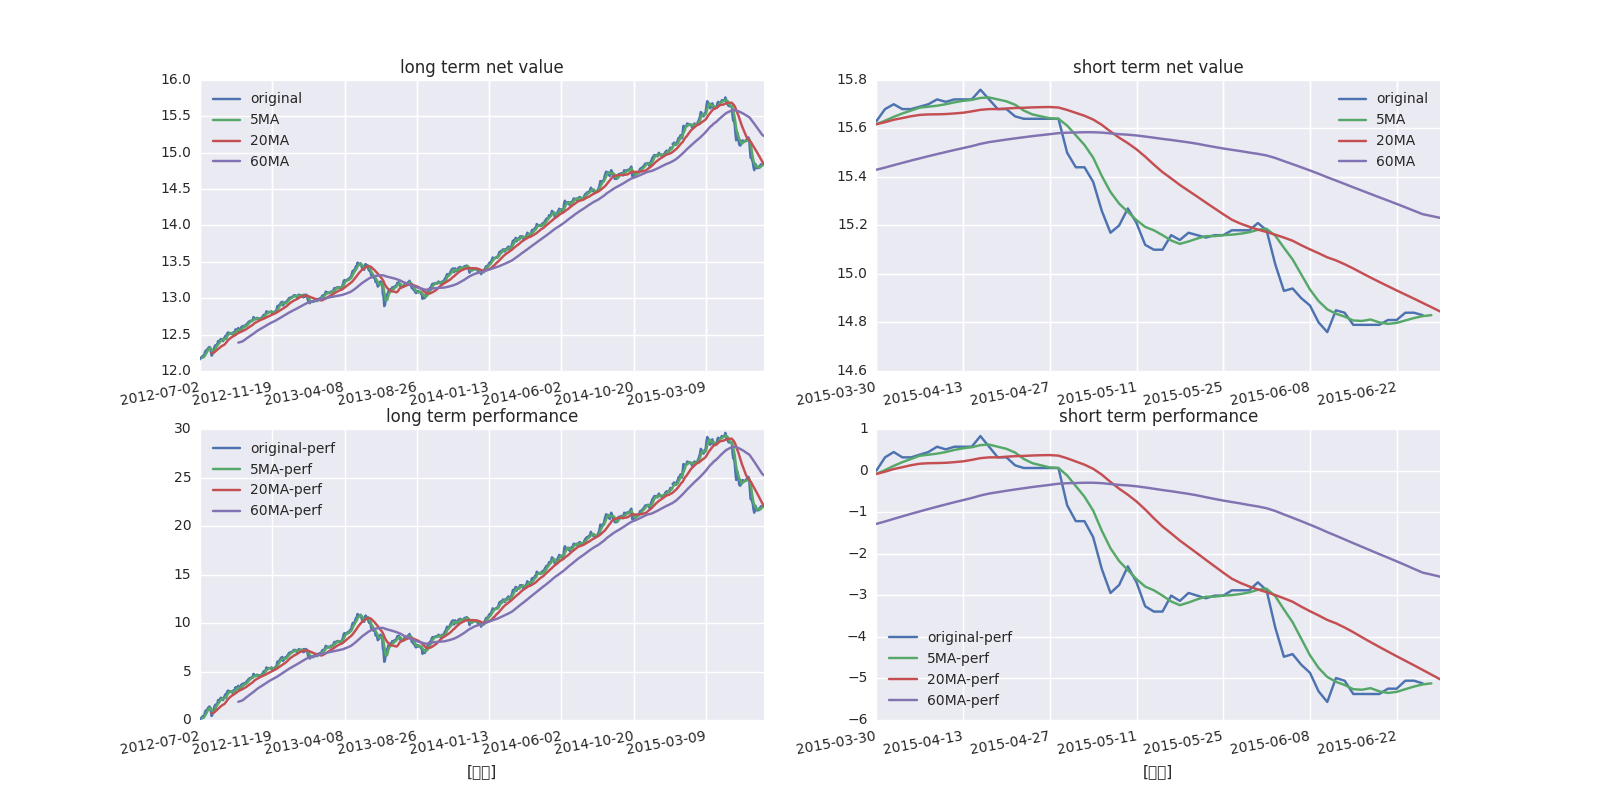 long term net value
16.0
15.5
15.0
14.5
14.0
13.5
13.0
12.5
12.0
original
5MA
20MA
60MA
2012-07-02 2012-11-19 2013-04-08 2013-08-26 2014-01-13 2014-06-02 2014-10-20 2015-03-09
short term net value
15.8
15.6
15.4
15.2
15.0
14.8
14.6
original
5MA
20MA
60MA
2015-03-30 2015-04-13 2015-04-27 2015-05-11 2015-05-25 2015-06-08 2015-06-22
long term performance
30
25
20
15
10
5
0
original-perf
5MA-perf
20MA-perf
60MA-perf
2012-07-02 2012-11-19 2013-04-08 2013-08-26 2014-01-13 2014-06-02 2014-10-20 2015-03-09
[▯▯]
short term performance
1
0
−1
−2
−3
−4
−5
−6
original-perf
5MA-perf
20MA-perf
60MA-perf
2015-03-30 2015-04-13 2015-04-27 2015-05-11 2015-05-25 2015-06-08 2015-06-22
[▯▯]